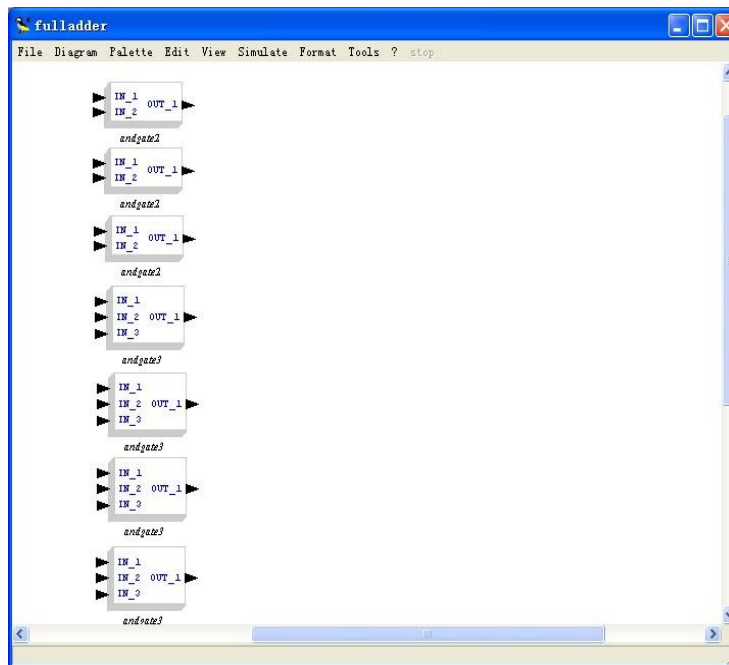 fulladder
File Diagram Palette Edit View Simulate Format Tools ? stop
IN_1
IN_2 OUT_1
andgate2
IN_1
IN_2 OUT_1
andgate2
IN_1
IN_2 OUT_1
andgate2
IN_1
IN_2 OUT_1
IN_3
andgate3
IN_1
IN_2 OUT_1
IN_3
andgate3
IN_1
IN_2 OUT_1
IN_3
andgate3
IN_1
IN_2 OUT_1
IN_3
andgate3